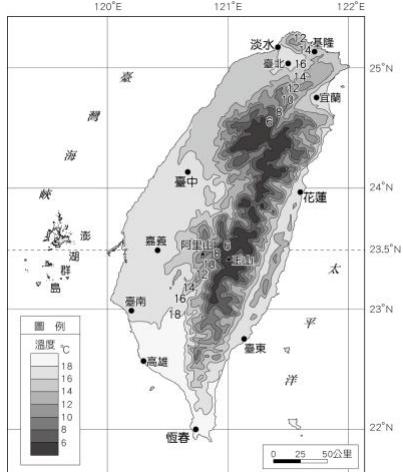 120°E 121°E 122°E
淡水
12
基隆
14
臺北
16
25°N
14
12
10
宜蘭
8
6
臺灣海峽
臺中
24°N
花蓮
澎湖群島
嘉義
阿里山
6
8
10
玉山
23.5°N
12
14
16
18
太平洋
臺南
23°N
臺東
高雄
恆春
22°N
圖 例
溫度 °C
18
16
14
12
10
8
6
0 25 50公里